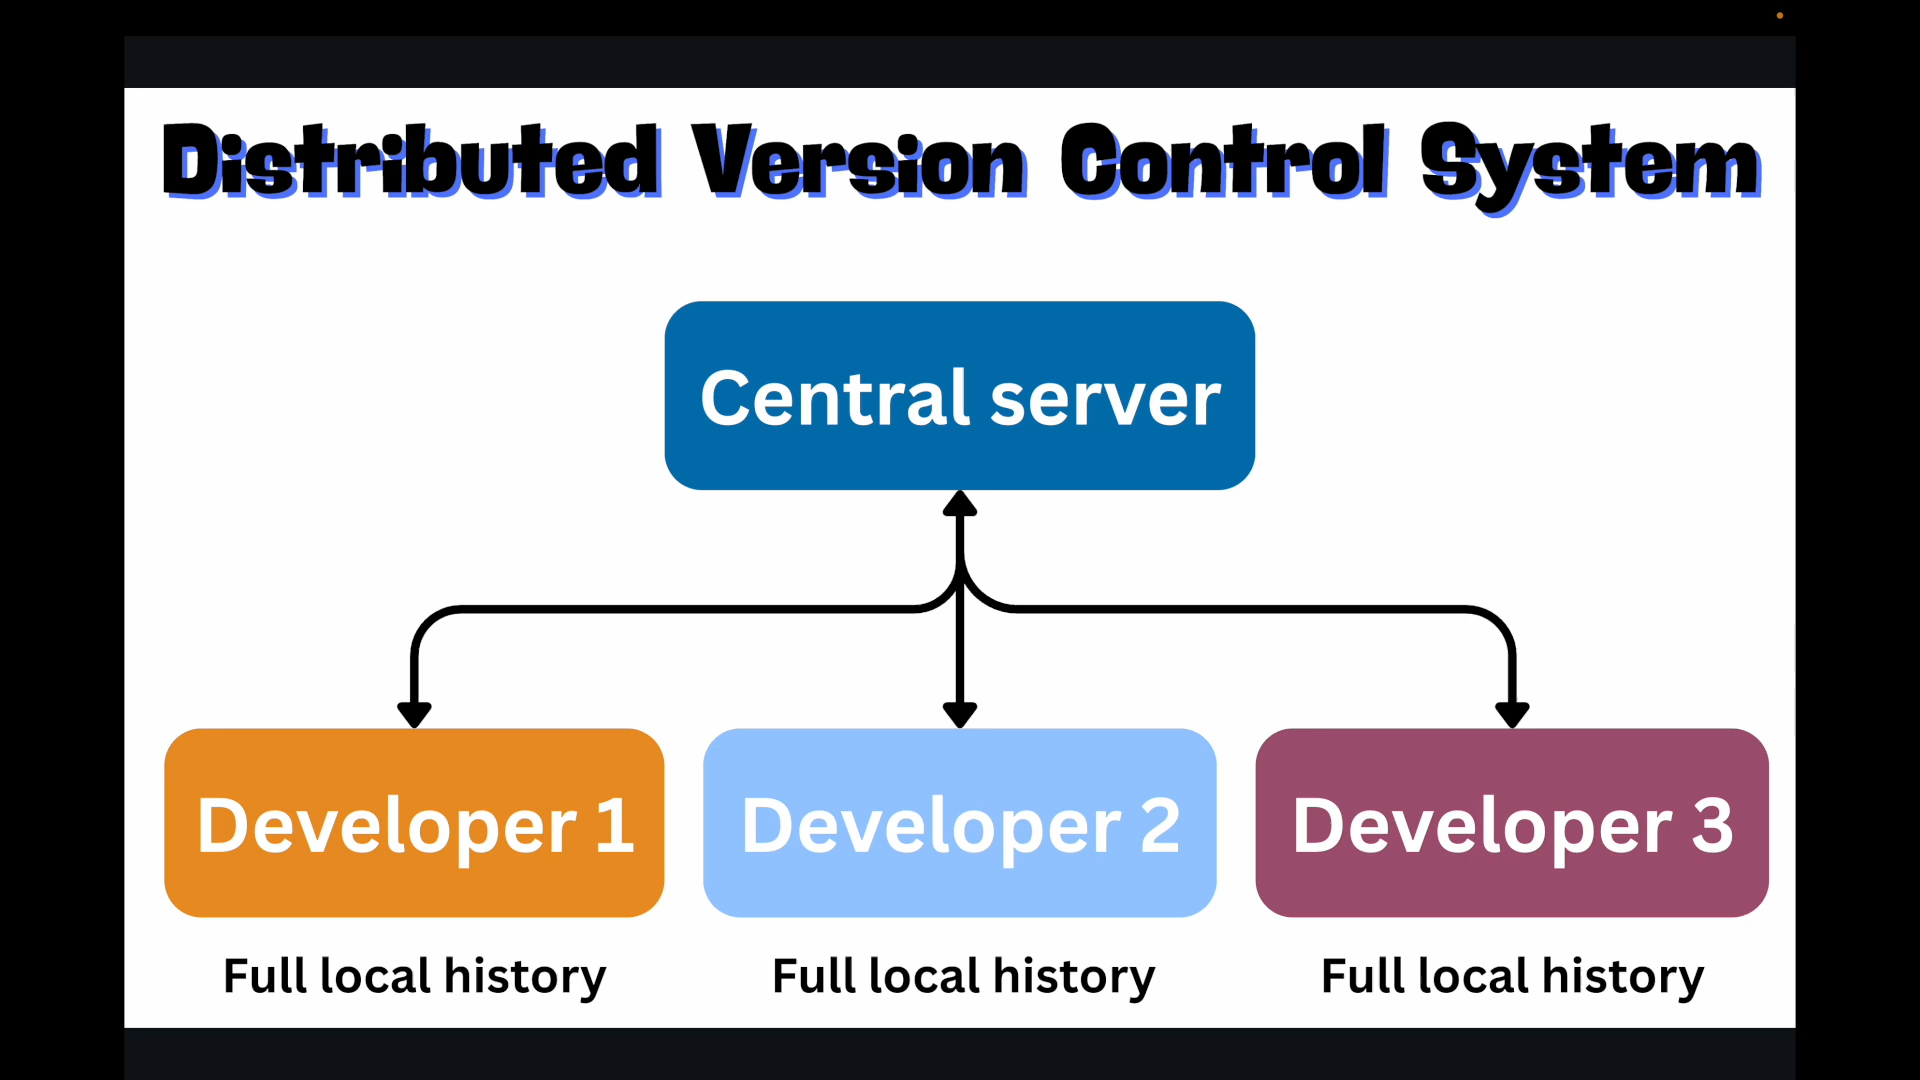 Distributed Version Control System
Central server
Developer 1
Developer 2
Developer 3
Full local history
Full local history
Full local history